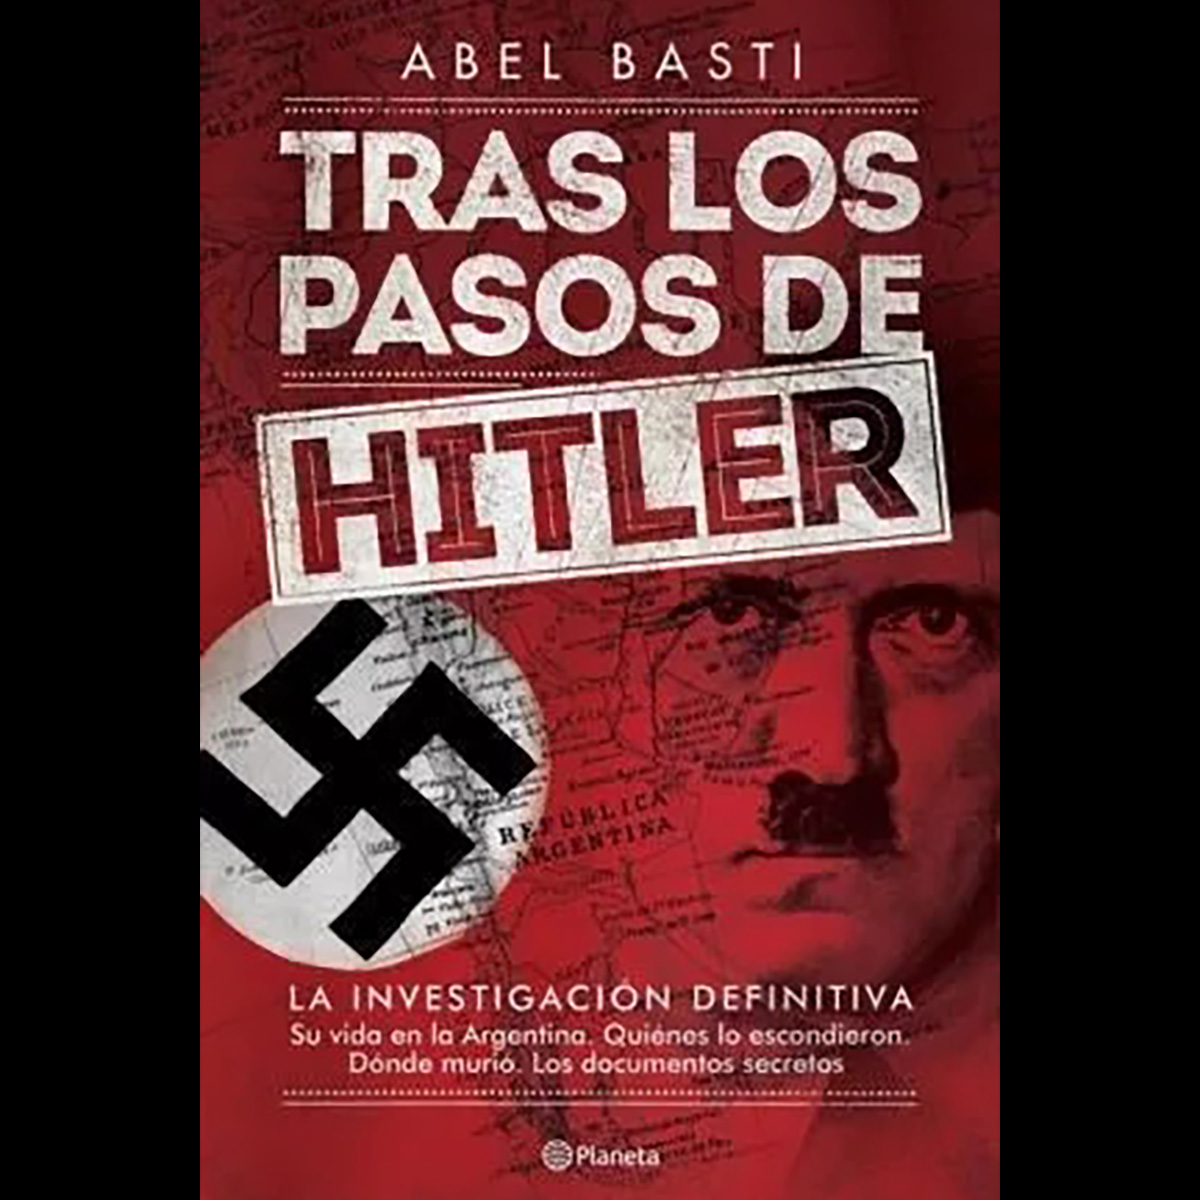 ABEL BASTI
TRAS LOS
PASOS DE
HITLER
REPÚBLICA
ARGENTINA
LA INVESTIGACIÓN DEFINITIVA
Su vida en la Argentina. Quiénes lo escondieron.
Dónde murió. Los documentos secretos
Planeta